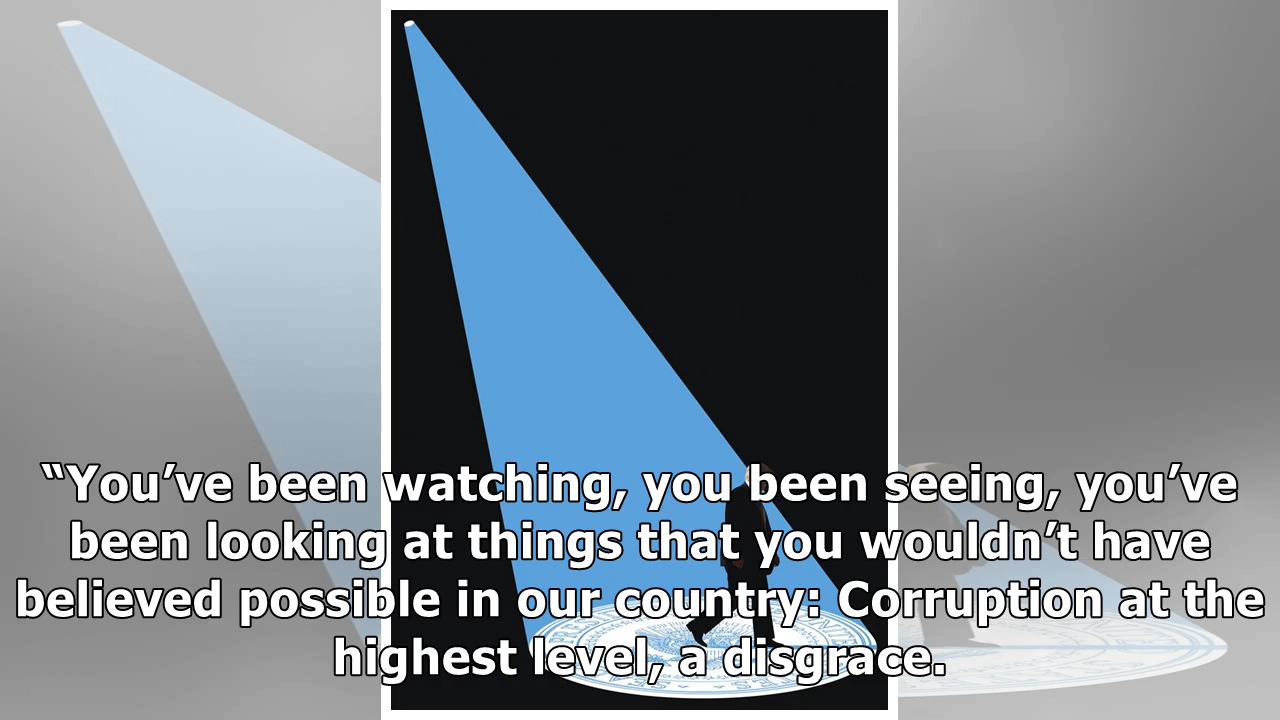 “You’ve been watching, you been seeing, you’ve
been looking at things that you wouldn’t have
believed possible in our country: Corruption at the
highest level, a disgrace.